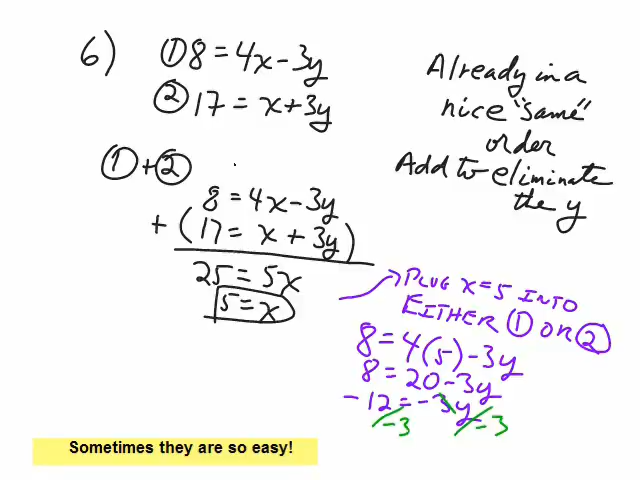 6) ① 8 = 4x - 3y
② 17 = x + 3y
Already in a
nice "same"
order
Add to eliminate
the y
① + ②
8 = 4x - 3y
+ (17 = x + 3y)
25 = 5x
5 = x
PLUG x = 5 INTO
EITHER ① OR ②
8 = 4(5) - 3y
8 = 20 - 3y
-12 = -3y
-3 -3
Sometimes they are so easy!